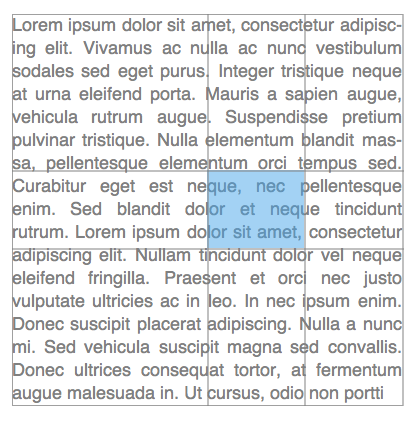 Lorem ipsum dolor sit amet, consectetur adipisc-
ing elit. Vivamus ac nulla ac nunc vestibulum
sodales sed eget purus. Integer tristique neque
at urna eleifend porta. Mauris a sapien augue,
vehicula rutrum augue. Suspendisse pretium
pulvinar tristique. Nulla elementum blandit mas-
sa, pellentesque elementum orci tempus sed.
Curabitur eget est neque, nec pellentesque
enim. Sed blandit dolor et neque tincidunt
rutrum. Lorem ipsum dolor sit amet, consectetur
adipiscing elit. Nullam tincidunt dolor vel neque
eleifend fringilla. Praesent et orci nec justo
vulputate ultricies ac in leo. In nec ipsum enim.
Donec suscipit placerat adipiscing. Nulla a nunc
mi. Sed vehicula suscipit magna sed convallis.
Donec ultrices consequat tortor, at fermentum
augue malesuada in. Ut cursus, odio non portti